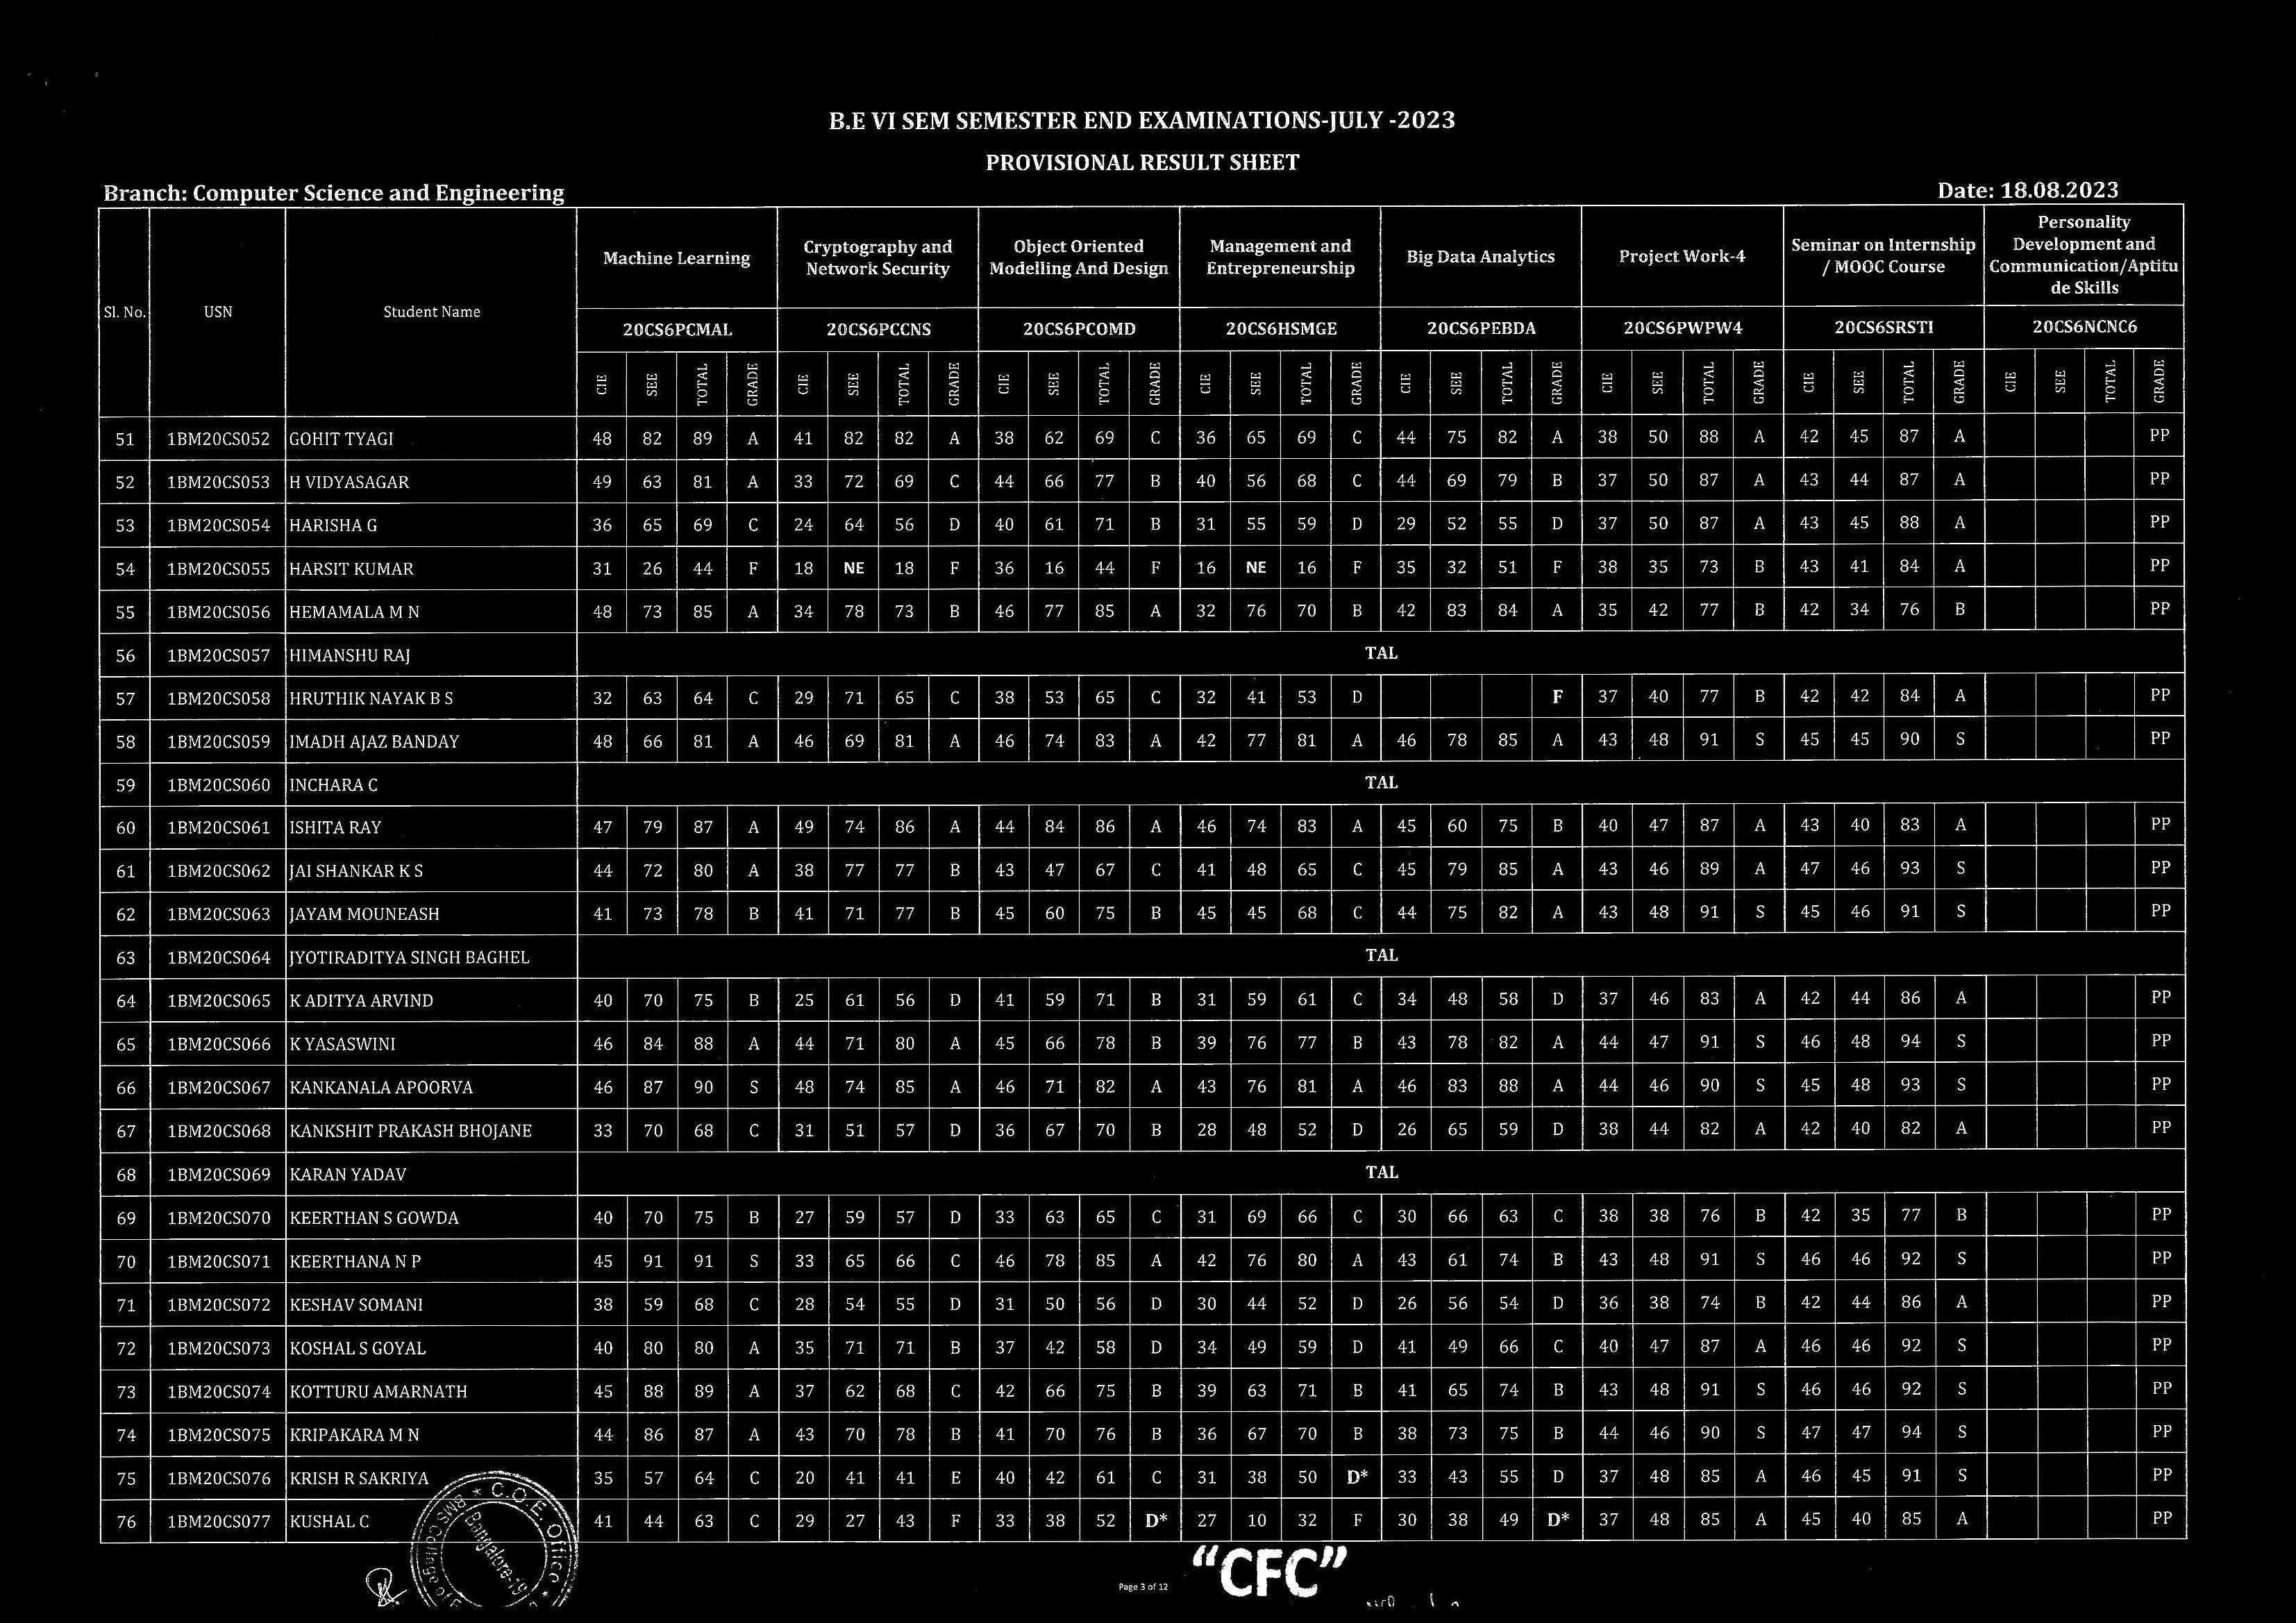 B.E VI SEM SEMESTER END EXAMINATIONS-JULY -2023
PROVISIONAL RESULT SHEET
Branch: Computer Science and Engineering Date: 18.08.2023
Sl. No. USN Student Name Machine Learning Cryptography and Network Security Object Oriented Modelling And Design Management and Entrepreneurship Big Data Analytics Project Work-4 Seminar on Internship / MOOC Course Personality Development and Communication/Aptitu de Skills
20CS6PCMAL 20CS6PCCNS 20CS6PCOMD 20CS6HSMGE 20CS6PEBDA 20CS6PWPW4 20CS6SRSTI 20CS6NCNC6
CIE SEE TOTAL GRADE CIE SEE TOTAL GRADE CIE SEE TOTAL GRADE CIE SEE TOTAL GRADE CIE SEE TOTAL GRADE CIE SEE TOTAL GRADE CIE SEE TOTAL GRADE CIE SEE TOTAL GRADE
51 1BM20CS052 GOHIT TYAGI 48 82 89 A 41 82 82 A 38 62 69 C 36 65 69 C 44 75 82 A 38 50 88 A 42 45 87 A PP
52 1BM20CS053 H VIDYASAGAR 49 63 81 A 33 72 69 C 44 66 77 B 40 56 68 C 44 69 79 B 37 50 87 A 43 44 87 A PP
53 1BM20CS054 HARISHA G 36 65 69 C 24 64 56 D 40 61 71 B 31 55 59 D 29 52 55 D 37 50 87 A 43 45 88 A PP
54 1BM20CS055 HARSIT KUMAR 31 26 44 F 18 NE 18 F 36 16 44 F 16 NE 16 F 35 32 51 F 38 35 73 B 43 41 84 A PP
55 1BM20CS056 HEMAMALA M N 48 73 85 A 34 78 73 B 46 77 85 A 32 76 70 B 42 83 84 A 35 42 77 B 42 34 76 B PP
56 1BM20CS057 HIMANSHU RAJ TAL
57 1BM20CS058 HRUTHIK NAYAK B S 32 63 64 C 29 71 65 C 38 53 65 C 32 41 53 D F 37 40 77 B 42 42 84 A PP
58 1BM20CS059 IMADH AJAZ BANDAY 48 66 81 A 46 69 81 A 46 74 83 A 42 77 81 A 46 78 85 A 43 48 91 S 45 45 90 S PP
59 1BM20CS060 INCHARA C TAL
60 1BM20CS061 ISHITA RAY 47 79 87 A 49 74 86 A 44 84 86 A 46 74 83 A 45 60 75 B 40 47 87 A 43 40 83 A PP
61 1BM20CS062 JAI SHANKAR K S 44 72 80 A 38 77 77 B 43 47 67 C 41 48 65 C 45 79 85 A 43 46 89 A 47 46 93 S PP
62 1BM20CS063 JAYAM MOUNEASH 41 73 78 B 41 71 77 B 45 60 75 B 45 45 68 C 44 75 82 A 43 48 91 S 45 46 91 S PP
63 1BM20CS064 JYOTIRADITYA SINGH BAGHEL TAL
64 1BM20CS065 K ADITYA ARVIND 40 70 75 B 25 61 56 D 41 59 71 B 31 59 61 C 34 48 58 D 37 46 83 A 42 44 86 A PP
65 1BM20CS066 K YASASWINI 46 84 88 A 44 71 80 A 45 66 78 B 39 76 77 B 43 78 82 A 44 47 91 S 46 48 94 S PP
66 1BM20CS067 KANKANALA APOORVA 46 87 90 S 48 74 85 A 46 71 82 A 43 76 81 A 46 83 88 A 44 46 90 S 45 48 93 S PP
67 1BM20CS068 KANKSHIT PRAKASH BHOJANE 33 70 68 C 31 51 57 D 36 67 70 B 28 48 52 D 26 65 59 D 38 44 82 A 42 40 82 A PP
68 1BM20CS069 KARAN YADAV TAL
69 1BM20CS070 KEERTHAN S GOWDA 40 70 75 B 27 59 57 D 33 63 65 C 31 69 66 C 30 66 63 C 38 38 76 B 42 35 77 B PP
70 1BM20CS071 KEERTHANA N P 45 91 91 S 33 65 66 C 46 78 85 A 42 76 80 A 43 61 74 B 43 48 91 S 46 46 92 S PP
71 1BM20CS072 KESHAV SOMANI 38 59 68 C 28 54 55 D 31 50 56 D 30 44 52 D 26 56 54 D 36 38 74 B 42 44 86 A PP
72 1BM20CS073 KOSHAL S GOYAL 40 80 80 A 35 71 71 B 37 42 58 D 34 49 59 D 41 49 66 C 40 47 87 A 46 46 92 S PP
73 1BM20CS074 KOTTURU AMARNATH 45 88 89 A 37 62 68 C 42 66 75 B 39 63 71 B 41 65 74 B 43 48 91 S 46 46 92 S PP
74 1BM20CS075 KRIPAKARA M N 44 86 87 A 43 70 78 B 41 70 76 B 36 67 70 B 38 73 75 B 44 46 90 S 47 47 94 S PP
75 1BM20CS076 KRISH R SAKRIYA 35 57 64 C 20 41 41 E 40 42 61 C 31 38 50 D* 33 43 55 D 37 48 85 A 46 45 91 S PP
76 1BM20CS077 KUSHAL C 41 44 63 C 29 27 43 F 33 38 52 D* 27 10 32 F 30 38 49 D* 37 48 85 A 45 40 85 A PP
C.O.E. Office
BMS College of
Bangalore-19
Page 3 of 12
"CFC"